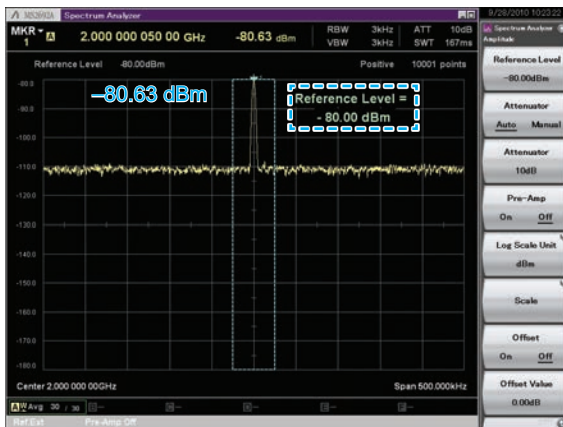 MS2692A Spectrum Analyzer
9/28/2010 10:23:22
MKR 1 A 2.000 000 050 00 GHz -80.63 dBm
RBW 3kHz ATT 10dB
VBW 3kHz SWT 167ms
Reference Level -80.00dBm Positive 10001 points
–80.63 dBm
Reference Level =
- 80.00 dBm
-80.0
-90.0
-100.0
-110.0
-120.0
-130.0
-140.0
-150.0
-160.0
-170.0
-180.0
Center 2.000 000 00GHz Span 500.000kHz
Avg 30 / 30
Ref.Ext Pre-Amp Off
Spectrum Analyzer
Amplitude
Reference Level
-80.00dBm
Attenuator
Auto Manual
Attenuator
10dB
Pre-Amp
On Off
Log Scale Unit
dBm
Scale
Offset
On Off
Offset Value
0.00dB